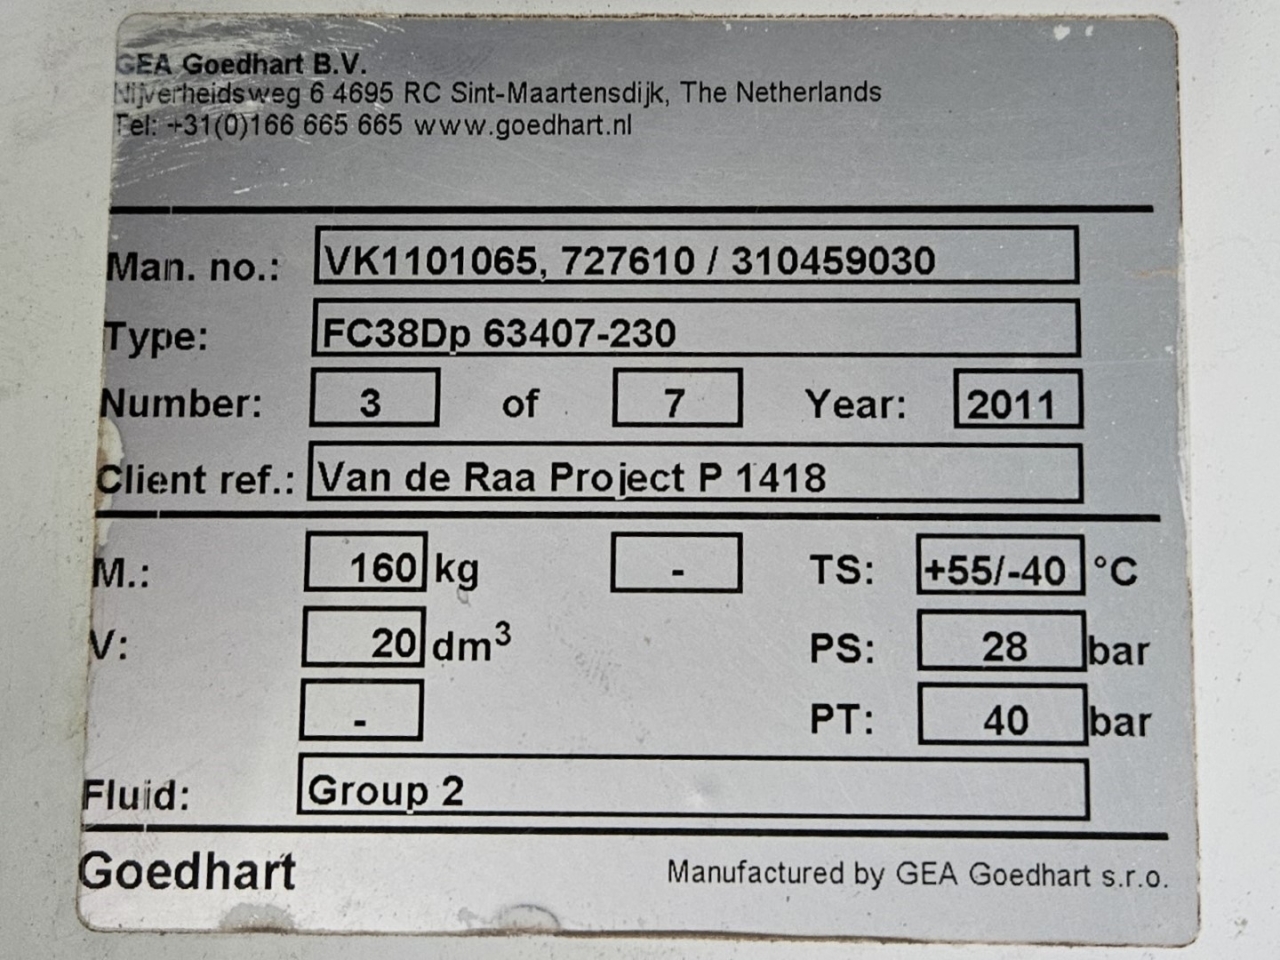 GEA Goedhart B.V.
Nijverheidsweg 6 4695 RC Sint-Maartensdijk, The Netherlands
Tel: +31(0)166 665 665 www.goedhart.nl
Man. no.: VK1101065, 727610 / 310459030
Type: FC38Dp 63407-230
Number: 3 of 7 Year: 2011
Client ref.: Van de Raa Project P 1418
M.: 160 kg - TS: +55/-40 °C
V: 20 dm³ PS: 28 bar
- PT: 40 bar
Fluid: Group 2
Goedhart Manufactured by GEA Goedhart s.r.o.